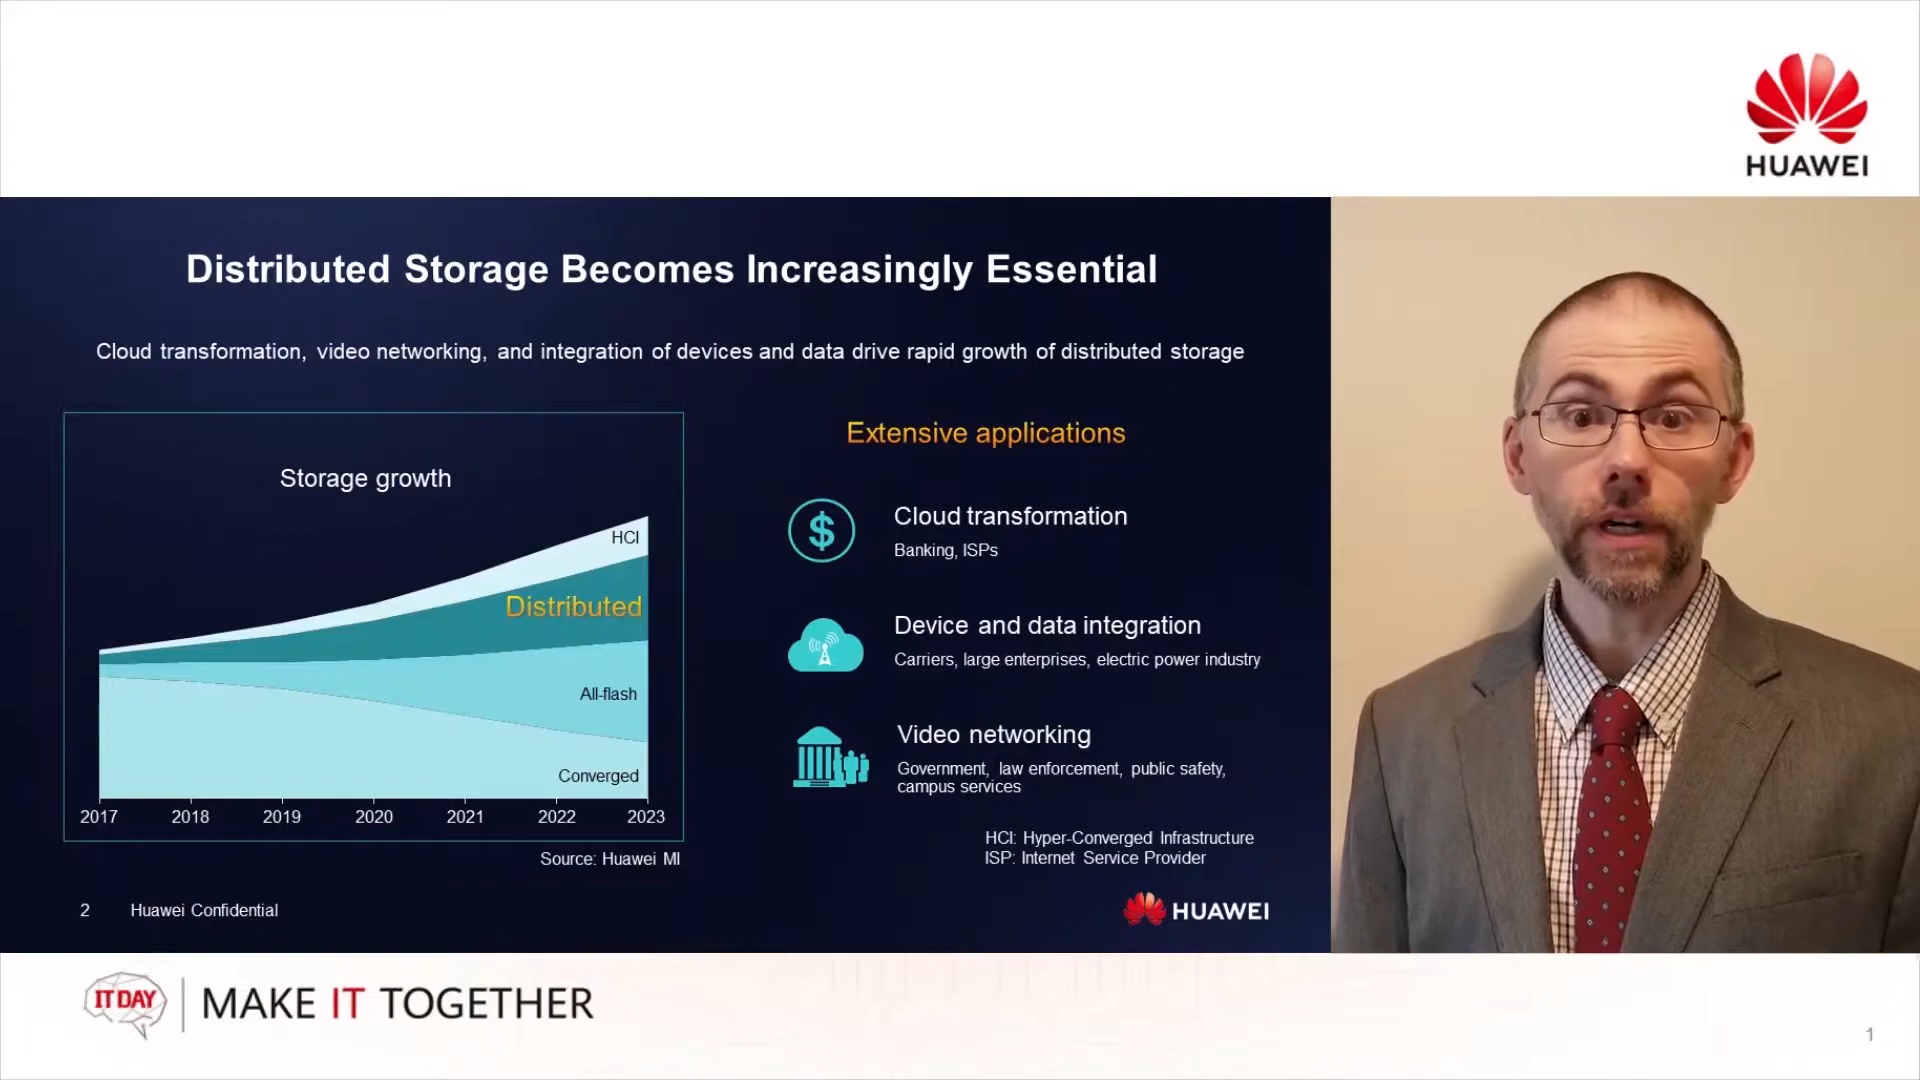 HUAWEI
Distributed Storage Becomes Increasingly Essential
Cloud transformation, video networking, and integration of devices and data drive rapid growth of distributed storage
Storage growth
HCI
Distributed
All-flash
Converged
2017 2018 2019 2020 2021 2022 2023
Source: Huawei MI
Extensive applications
$
Cloud transformation
Banking, ISPs
Device and data integration
Carriers, large enterprises, electric power industry
Video networking
Government, law enforcement, public safety,
campus services
HCI: Hyper-Converged Infrastructure
ISP: Internet Service Provider
2 Huawei Confidential
HUAWEI
IT DAY
MAKE IT TOGETHER
1